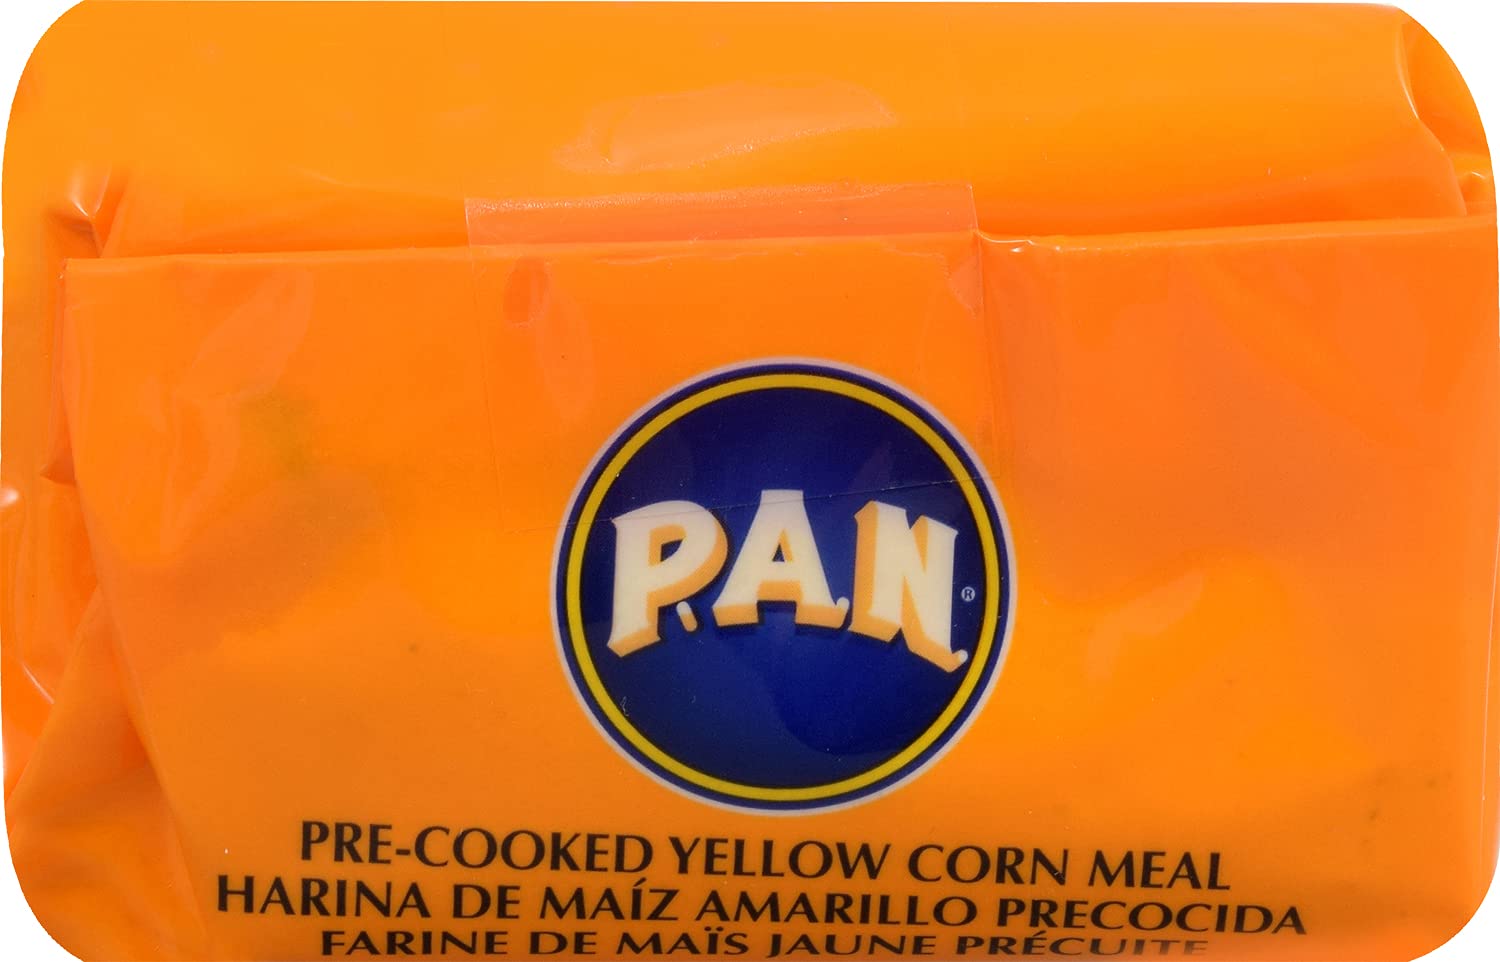 P.A.N.
®
PRE-COOKED YELLOW CORN MEAL
HARINA DE MAÍZ AMARILLO PRECOCIDA
FARINE DE MAÏS JAUNE PRÉCUITE